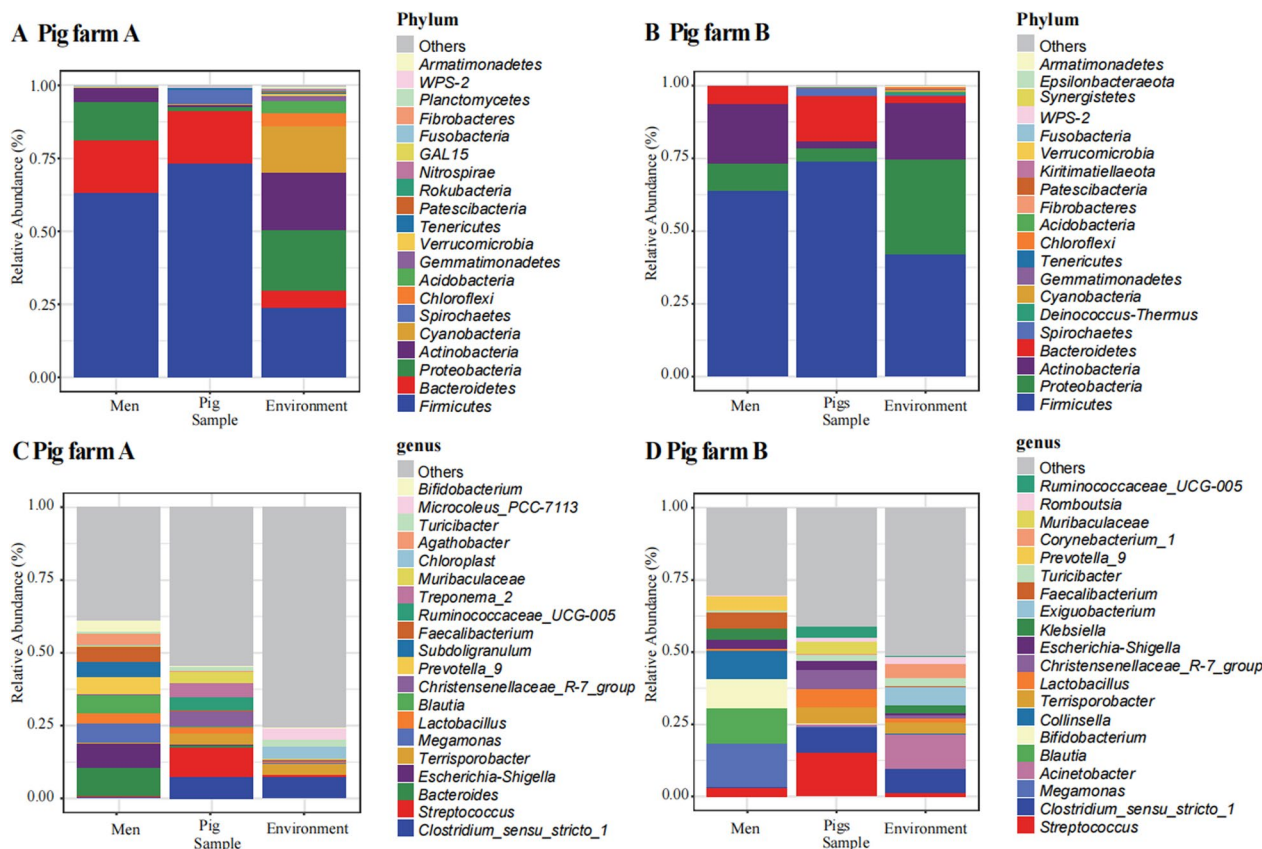 A Pig farm A
Relative Abundance (%)
1.00
0.75
0.50
0.25
0.00
Men
Pig
Environment
Sample
Phylum
Others
Armatimonadetes
WPS-2
Planctomycetes
Fibrobacteres
Fusobacteria
GAL15
Nitrospirae
Rokubacteria
Patescibacteria
Tenericutes
Verrucomicrobia
Gemmatimonadetes
Acidobacteria
Chloroflexi
Spirochaetes
Cyanobacteria
Actinobacteria
Proteobacteria
Bacteroidetes
Firmicutes
B Pig farm B
Relative Abundance (%)
1.00
0.75
0.50
0.25
0.00
Men
Pigs
Environment
Sample
Phylum
Others
Armatimonadetes
Epsilonbacteraeota
Synergistetes
WPS-2
Fusobacteria
Verrucomicrobia
Kiritimatiellaeota
Patescibacteria
Fibrobacteres
Acidobacteria
Chloroflexi
Tenericutes
Gemmatimonadetes
Cyanobacteria
Deinococcus-Thermus
Spirochaetes
Bacteroidetes
Actinobacteria
Proteobacteria
Firmicutes
C Pig farm A
Relative Abundance (%)
1.00
0.75
0.50
0.25
0.00
Men
Pig
Environment
Sample
genus
Others
Bifidobacterium
Microcoleus_PCC-7113
Turicibacter
Agathobacter
Chloroplast
Muribaculaceae
Treponema_2
Ruminococcaceae_UCG-005
Faecalibacterium
Subdoligranulum
Prevotella_9
Christensenellaceae_R-7_group
Blautia
Lactobacillus
Megamonas
Terrisporobacter
Escherichia-Shigella
Bacteroides
Streptococcus
Clostridium_sensu_stricto_1
D Pig farm B
Relative Abundance (%)
1.00
0.75
0.50
0.25
0.00
Men
Pigs
Environment
Sample
genus
Others
Ruminococcaceae_UCG-005
Romboutsia
Muribaculaceae
Corynebacterium_1
Prevotella_9
Turicibacter
Faecalibacterium
Exiguobacterium
Klebsiella
Escherichia-Shigella
Christensenellaceae_R-7_group
Lactobacillus
Terrisporobacter
Collinsella
Bifidobacterium
Blautia
Acinetobacter
Megamonas
Clostridium_sensu_stricto_1
Streptococcus